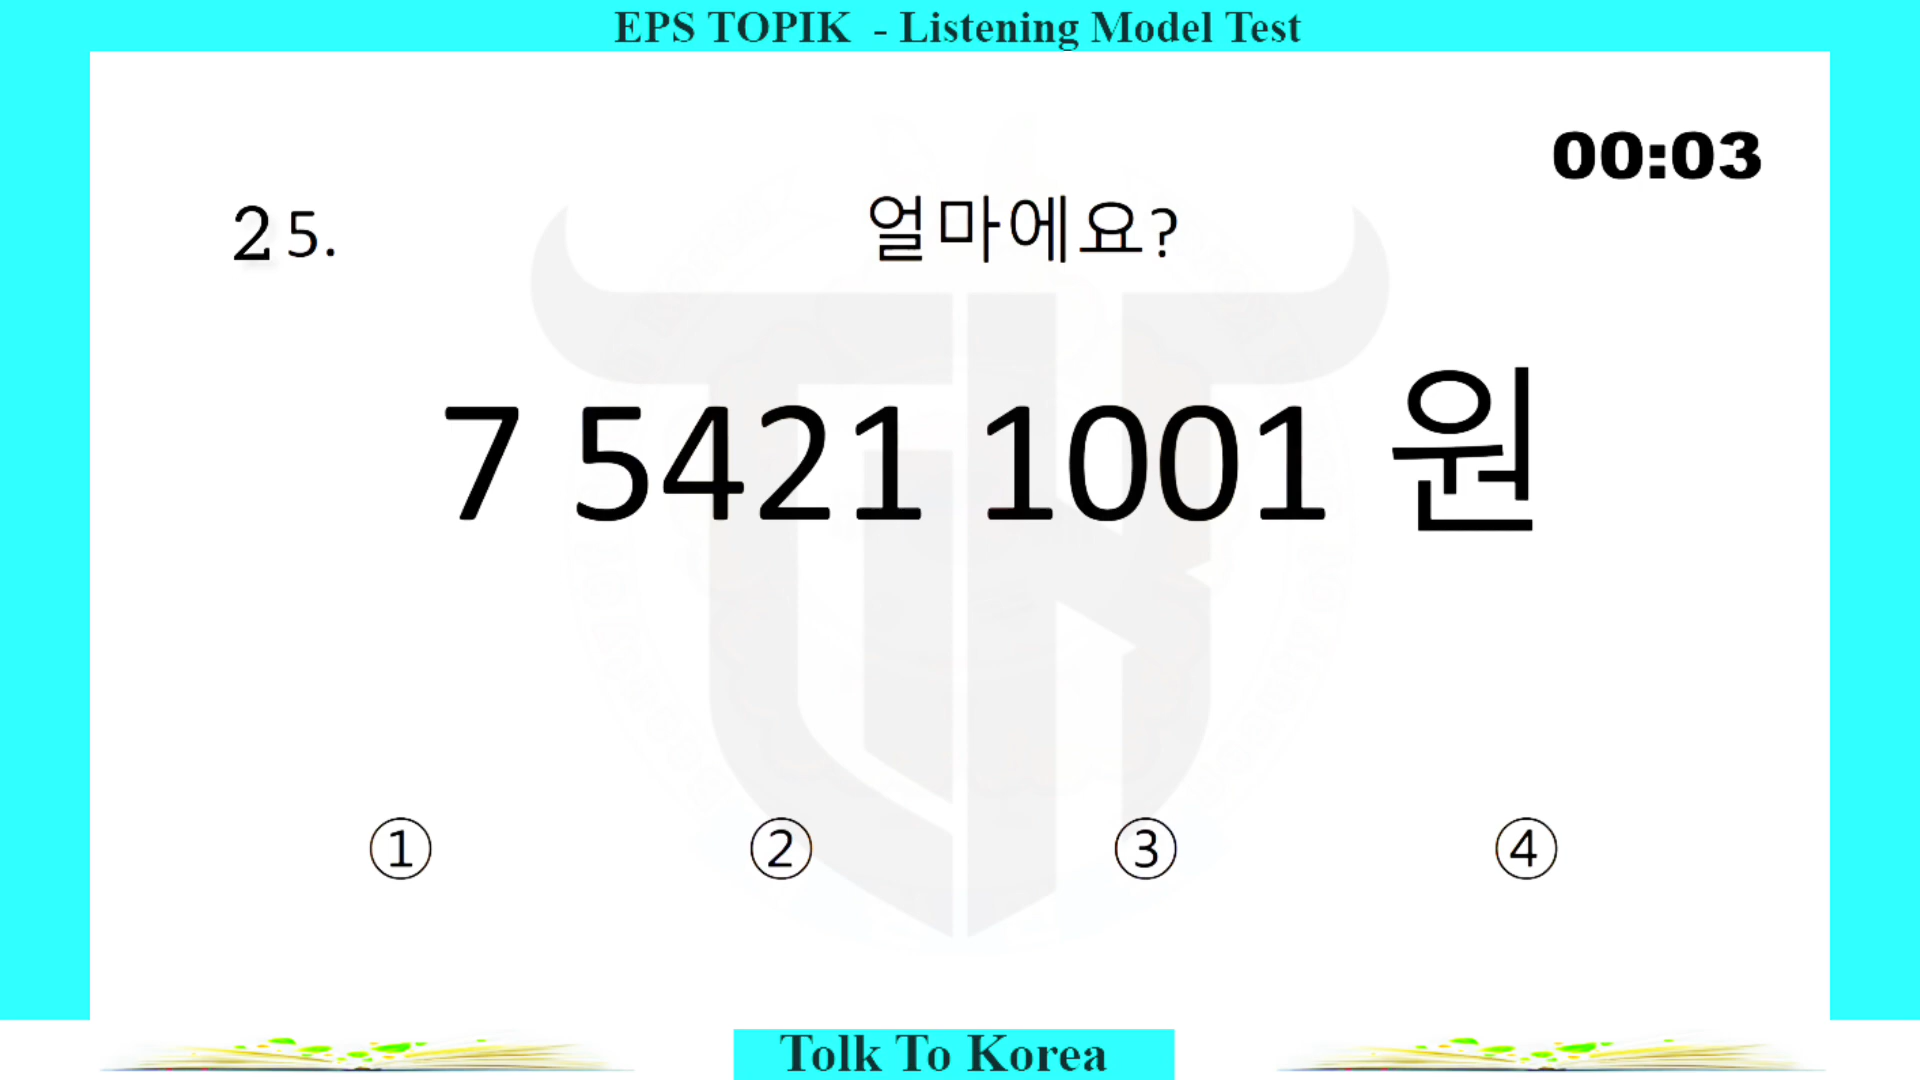 EPS TOPIK - Listening Model Test
00:03
25. 얼마에요?
7 5421 1001 원
① ② ③ ④
Tolk To Korea